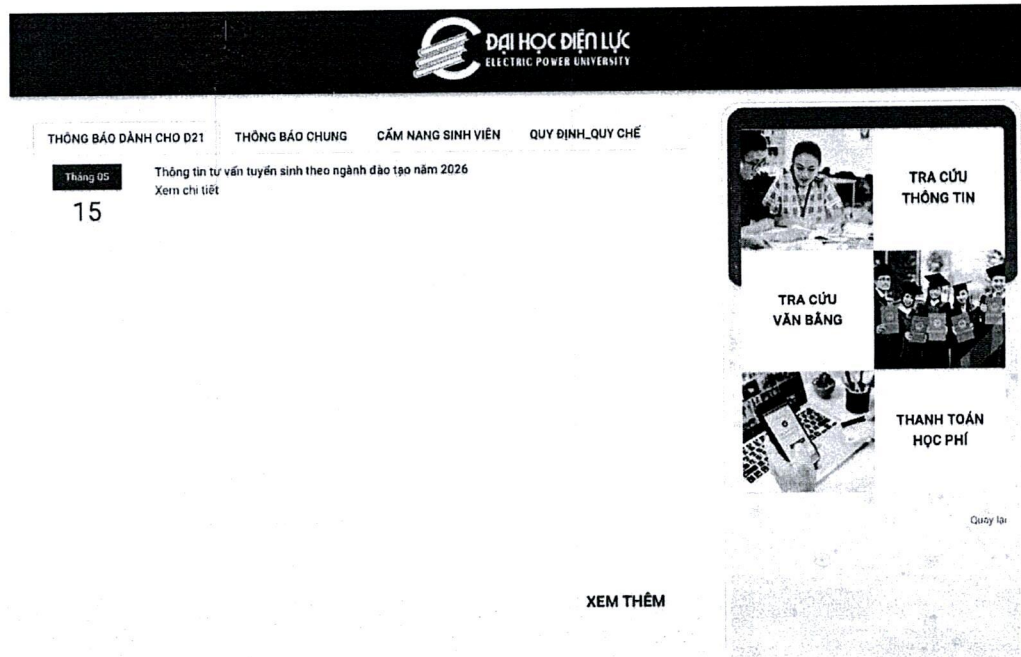 ĐẠI HỌC ĐIỆN LỰC
ELECTRIC POWER UNIVERSITY
THÔNG BÁO DÀNH CHO D21 THÔNG BÁO CHUNG CẨM NANG SINH VIÊN QUY ĐỊNH_QUY CHẾ
Tháng 05
15
Thông tin tư vấn tuyển sinh theo ngành đào tạo năm 2026
Xem chi tiết
TRA CỨU
THÔNG TIN
TRA CỨU
VĂN BẰNG
THANH TOÁN
HỌC PHÍ
Quay lại
XEM THÊM